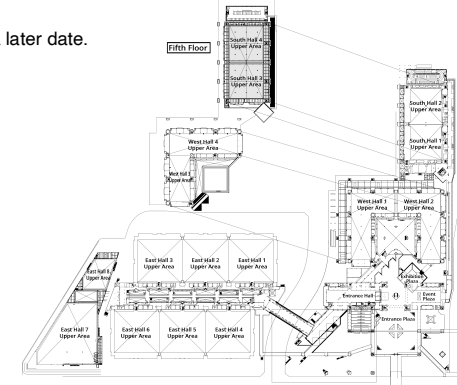 later date.
Fifth Floor
South Hall 4
Upper Area
South Hall 3
Upper Area
South Hall 2
Upper Area
South Hall 1
Upper Area
West Hall 4
Upper Area
West Hall 3
Upper Area
West Hall 1
Upper Area
West Hall 2
Upper Area
East Hall 3
Upper Area
East Hall 2
Upper Area
East Hall 1
Upper Area
East Hall 8
Upper Area
East Hall 7
Upper Area
East Hall 6
Upper Area
East Hall 5
Upper Area
East Hall 4
Upper Area
Exhibition
Plaza
Entrance Hall
Event
Plaza
Entrance Plaza